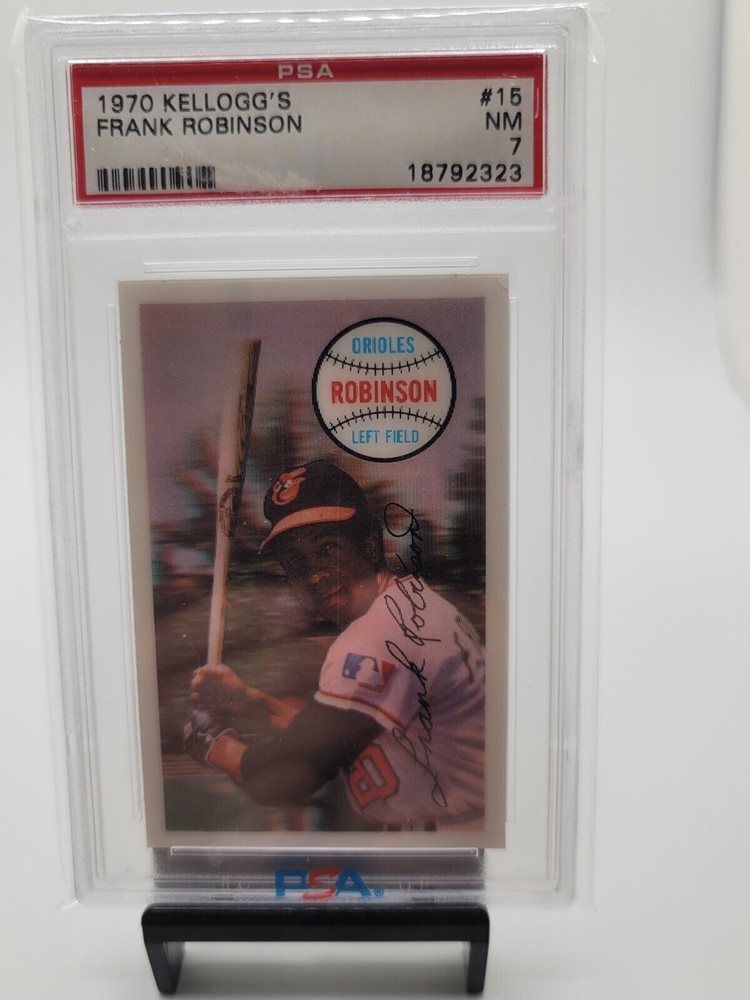 PSA
1970 KELLOGG'S #15
FRANK ROBINSON NM
7
18792323
ORIOLES
ROBINSON
LEFT FIELD
Frank Robinson
PSA®